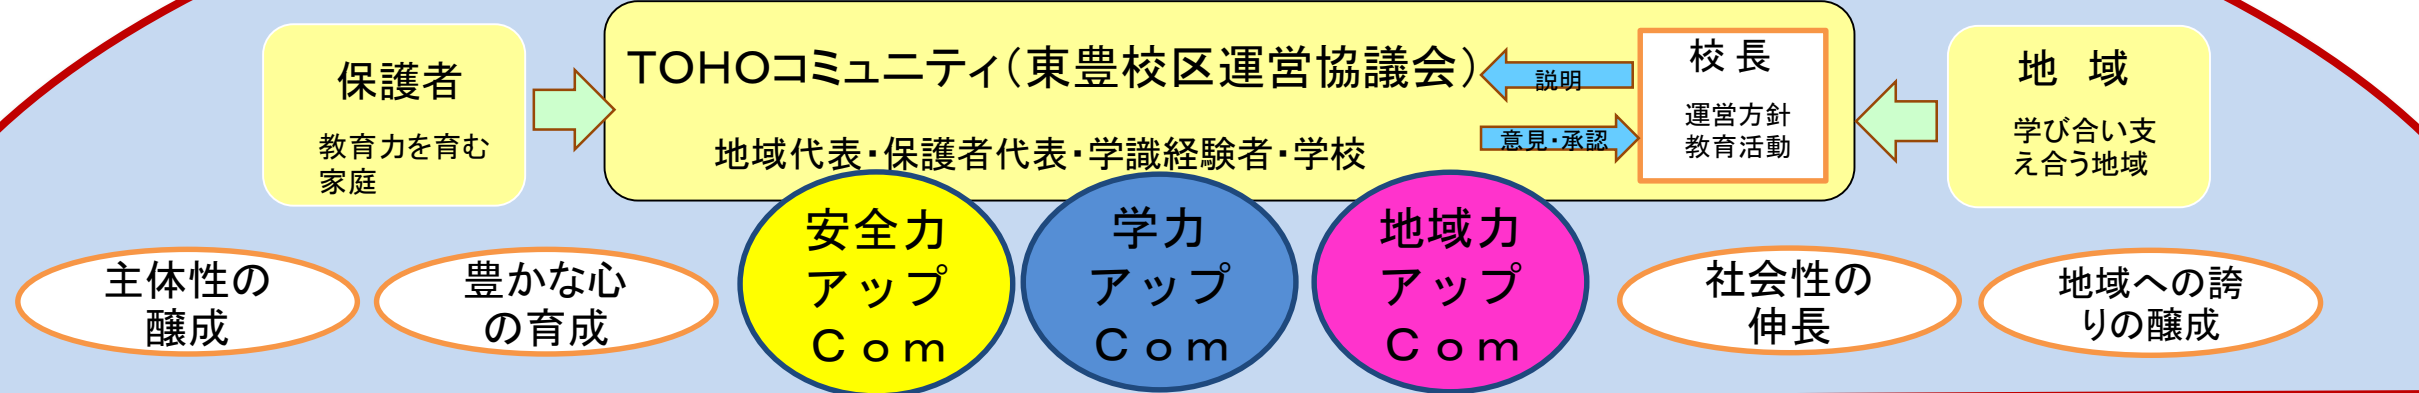 保護者
教育力を育む
家庭
TOHOコミュニティ(東豊校区運営協議会)
地域代表・保護者代表・学識経験者・学校
説明
意見・承認
校 長
運営方針
教育活動
地 域
学び合い支
え合う地域
主体性の
醸成
豊かな心
の育成
安全力
アップ
Com
学力
アップ
Com
地域力
アップ
Com
社会性の
伸長
地域への誇
りの醸成